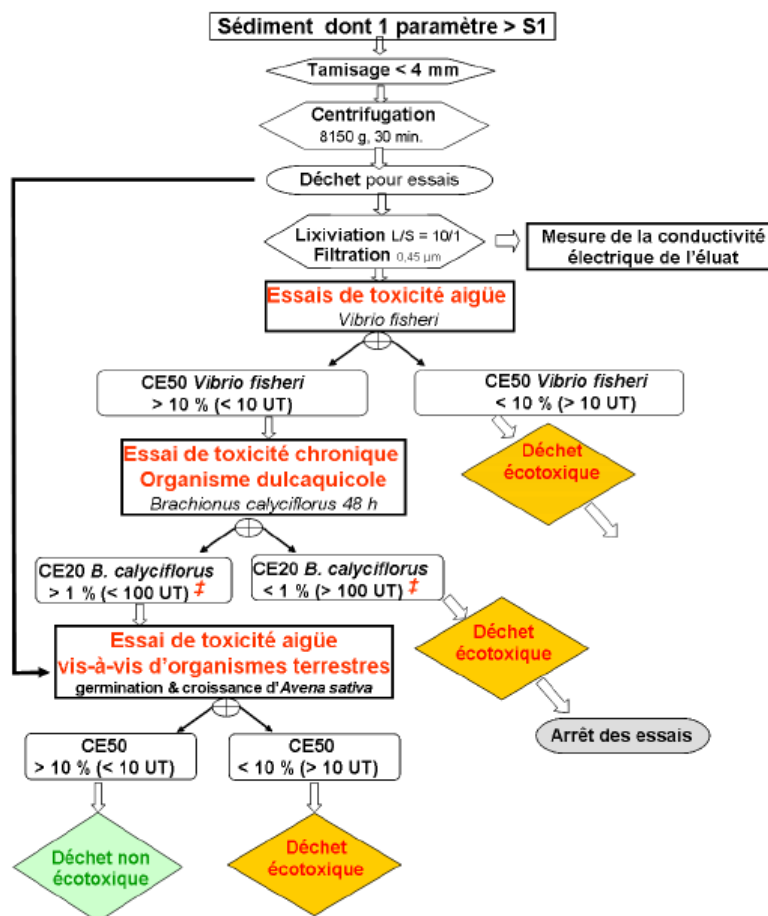 Sédiment dont 1 paramètre > S1
Tamisage < 4 mm
Centrifugation
8150 g, 30 min.
Déchet pour essais
Lixiviation L/S = 10/1
Filtration 0,45 µm
Mesure de la conductivité
électrique de l'éluat
Essais de toxicité aigüe
Vibrio fisheri
CE50 Vibrio fisheri
> 10 % (< 10 UT)
CE50 Vibrio fisheri
< 10 % (> 10 UT)
Déchet
écotoxique
Essai de toxicité chronique
Organisme dulcaquicole
Brachionus calyciflorus 48 h
CE20 B. calyciflorus
> 1 % (< 100 UT) ‡
CE20 B. calyciflorus
< 1 % (> 100 UT) ‡
Déchet
écotoxique
Essai de toxicité aigüe
vis-à-vis d'organismes terrestres
germination & croissance d'Avena sativa
Arrêt des essais
CE50
> 10 % (< 10 UT)
CE50
< 10 % (> 10 UT)
Déchet non
écotoxique
Déchet
écotoxique